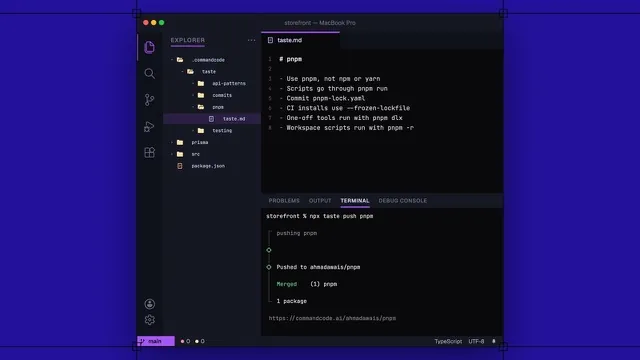 storefront — MacBook Pro
EXPLORER
.commandcode
taste
api-patterns
commits
pnpm
taste.md
testing
prisma
src
package.json
taste.md
1 # pnpm
2
3 - Use pnpm, not npm or yarn
4 - Scripts go through pnpm run
5 - Commit pnpm-lock.yaml
6 - CI installs use --frozen-lockfile
7 - One-off tools run with pnpm dlx
8 - Workspace scripts run with pnpm -r
PROBLEMS OUTPUT TERMINAL DEBUG CONSOLE
storefront % npx taste push pnpm
pushing pnpm
Pushed to ahmadawais/pnpm
Merged (1) pnpm
1 package
https://commandcode.ai/ahmadawais/pnpm
main 0 0 TypeScript UTF-8